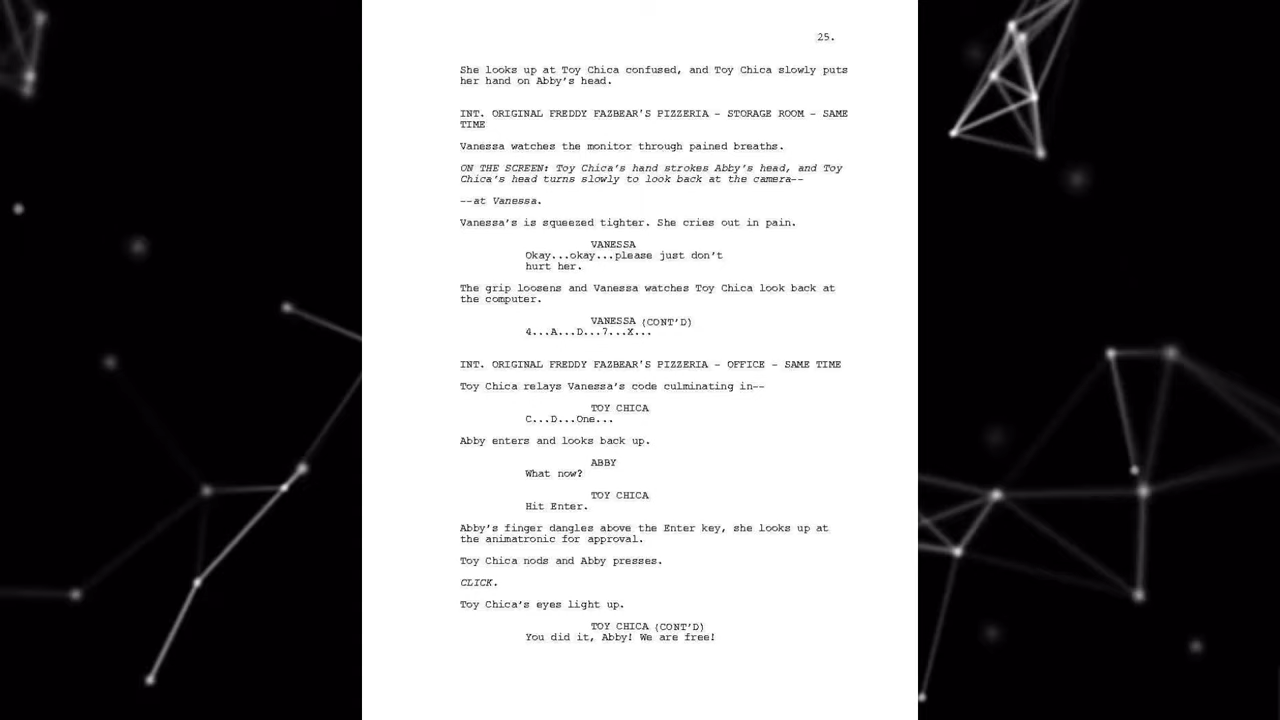 25.
She looks up at Toy Chica confused, and Toy Chica slowly puts
her hand on Abby's head.
INT. ORIGINAL FREDDY FAZBEAR'S PIZZERIA - STORAGE ROOM - SAME
TIME
Vanessa watches the monitor through pained breaths.
ON THE SCREEN: Toy Chica's hand strokes Abby's head, and Toy
Chica's head turns slowly to look back at the camera--
--at Vanessa.
Vanessa's is squeezed tighter. She cries out in pain.
VANESSA
Okay...okay...please just don't
hurt her.
The grip loosens and Vanessa watches Toy Chica look back at
the computer.
VANESSA (CONT'D)
4...A...D...7...X...
INT. ORIGINAL FREDDY FAZBEAR'S PIZZERIA - OFFICE - SAME TIME
Toy Chica relays Vanessa's code culminating in--
TOY CHICA
C...D...One...
Abby enters and looks back up.
ABBY
What now?
TOY CHICA
Hit Enter.
Abby's finger dangles above the Enter key, she looks up at
the animatronic for approval.
Toy Chica nods and Abby presses.
CLICK.
Toy Chica's eyes light up.
TOY CHICA (CONT'D)
You did it, Abby! We are free!